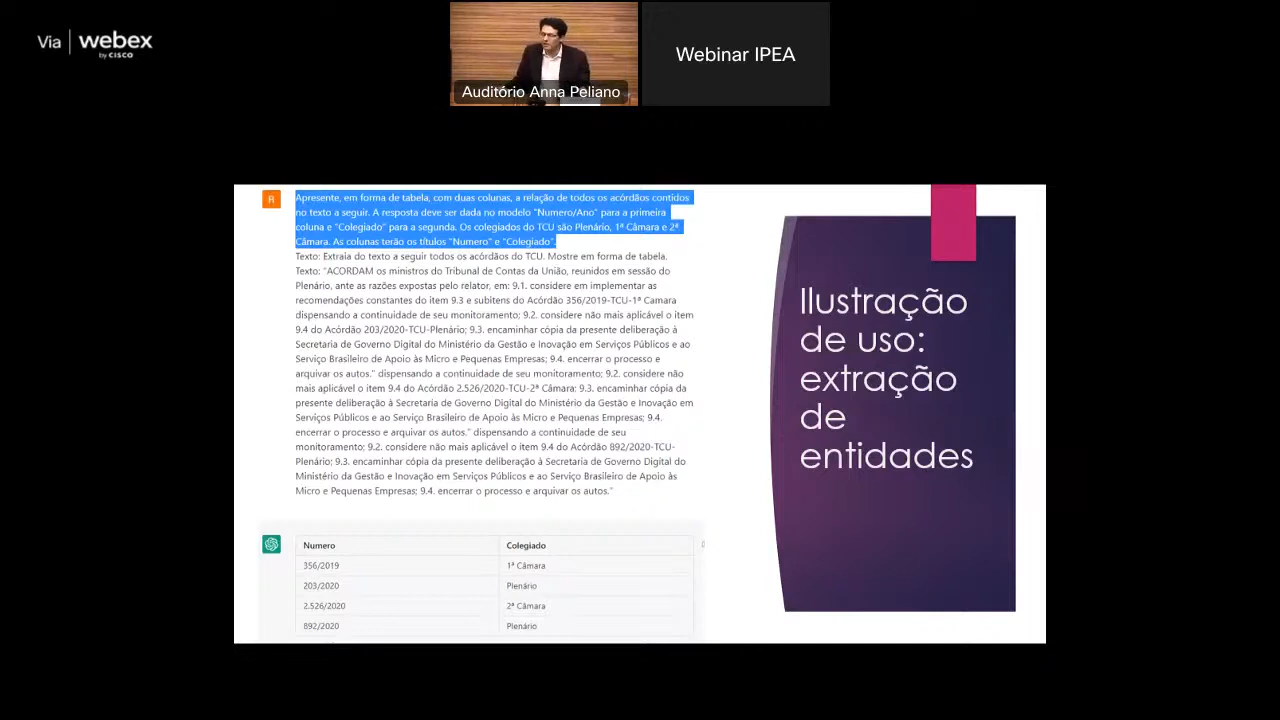 Via | webex
by CISCO
Auditório Anna Peliano
Webinar IPEA
R
Apresente, em forma de tabela, com duas colunas, a relação de todos os acórdãos contidos
no texto a seguir. A resposta deve ser dada no modelo "Numero/Ano" para a primeira
coluna e "Colegiado" para a segunda. Os colegiados do TCU são Plenário, 1ª Câmara e 2ª
Câmara. As colunas terão os títulos "Numero" e "Colegiado".
Texto: Extraia do texto a seguir todos os acórdãos do TCU. Mostre em forma de tabela.
Texto: "ACORDAM os ministros do Tribunal de Contas da União, reunidos em sessão do
Plenário, ante as razões expostas pelo relator, em: 9.1. considere em implementar as
recomendações constantes do item 9.3 e subitens do Acórdão 356/2019-TCU-1ª Camara
dispensando a continuidade de seu monitoramento; 9.2. considere não mais aplicável o item
9.4 do Acórdão 203/2020-TCU-Plenário; 9.3. encaminhar cópia da presente deliberação à
Secretaria de Governo Digital do Ministério da Gestão e Inovação em Serviços Públicos e ao
Serviço Brasileiro de Apoio às Micro e Pequenas Empresas; 9.4. encerrar o processo e
arquivar os autos." dispensando a continuidade de seu monitoramento; 9.2. considere não
mais aplicável o item 9.4 do Acórdão 2.526/2020-TCU-2ª Câmara; 9.3. encaminhar cópia da
presente deliberação à Secretaria de Governo Digital do Ministério da Gestão e Inovação em
Serviços Públicos e ao Serviço Brasileiro de Apoio às Micro e Pequenas Empresas; 9.4.
encerrar o processo e arquivar os autos." dispensando a continuidade de seu
monitoramento; 9.2. considere não mais aplicável o item 9.4 do Acórdão 892/2020-TCU-
Plenário; 9.3. encaminhar cópia da presente deliberação à Secretaria de Governo Digital do
Ministério da Gestão e Inovação em Serviços Públicos e ao Serviço Brasileiro de Apoio às
Micro e Pequenas Empresas; 9.4. encerrar o processo e arquivar os autos."
Numero Colegiado
356/2019 1ª Câmara
203/2020 Plenário
2.526/2020 2ª Câmara
892/2020 Plenário
Ilustração
de uso:
extração
de
entidades